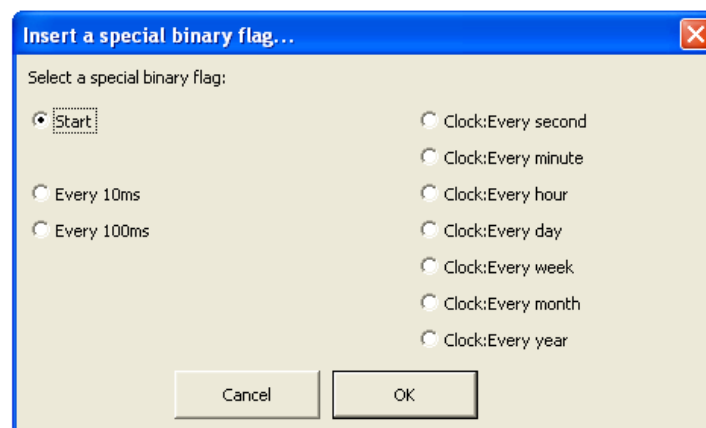 Insert a special binary flag...
Select a special binary flag:
Start
Every 10ms
Every 100ms
Clock:Every second
Clock:Every minute
Clock:Every hour
Clock:Every day
Clock:Every week
Clock:Every month
Clock:Every year
Cancel
OK